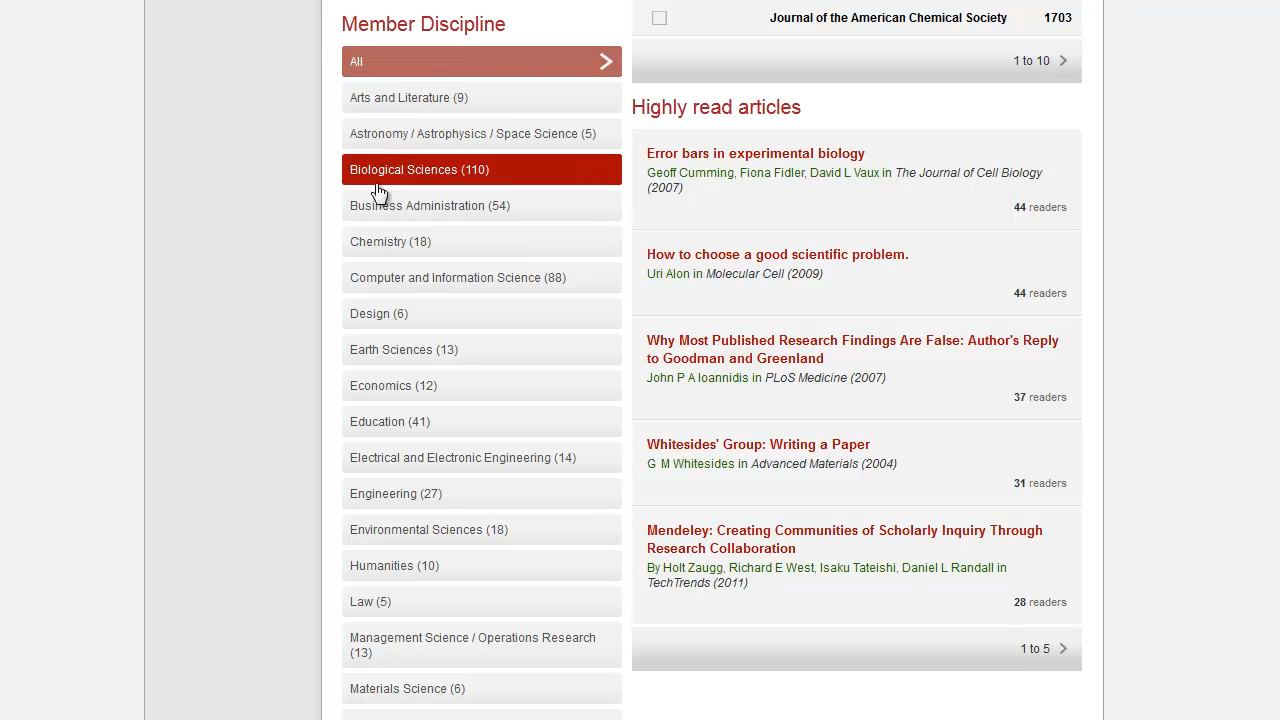 Member Discipline
All
Arts and Literature (9)
Astronomy / Astrophysics / Space Science (5)
Biological Sciences (110)
Business Administration (54)
Chemistry (18)
Computer and Information Science (88)
Design (6)
Earth Sciences (13)
Economics (12)
Education (41)
Electrical and Electronic Engineering (14)
Engineering (27)
Environmental Sciences (18)
Humanities (10)
Law (5)
Management Science / Operations Research
(13)
Materials Science (6)
Journal of the American Chemical Society 1703
1 to 10
Highly read articles
Error bars in experimental biology
Geoff Cumming, Fiona Fidler, David L Vaux in The Journal of Cell Biology
(2007)
44 readers
How to choose a good scientific problem.
Uri Alon in Molecular Cell (2009)
44 readers
Why Most Published Research Findings Are False: Author's Reply
to Goodman and Greenland
John P A Ioannidis in PLoS Medicine (2007)
37 readers
Whitesides' Group: Writing a Paper
G M Whitesides in Advanced Materials (2004)
31 readers
Mendeley: Creating Communities of Scholarly Inquiry Through
Research Collaboration
By Holt Zaugg, Richard E West, Isaku Tateishi, Daniel L Randall in
TechTrends (2011)
28 readers
1 to 5